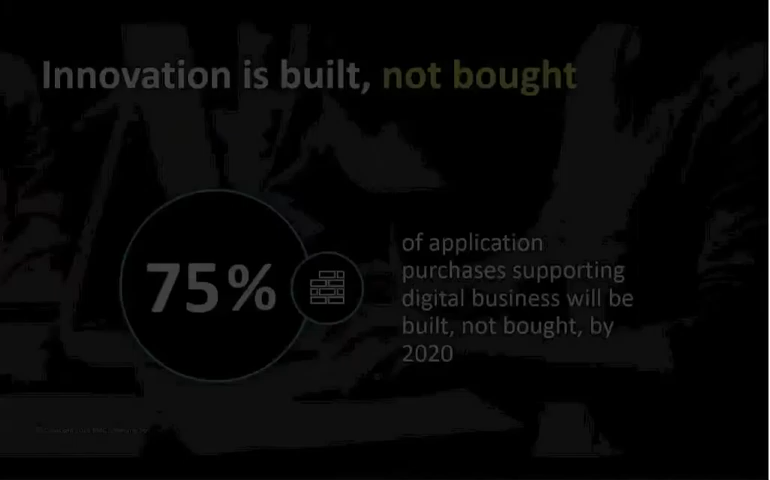 Innovation is built, not bought
75%
of application
purchases supporting
digital business will be
built, not bought, by
2020